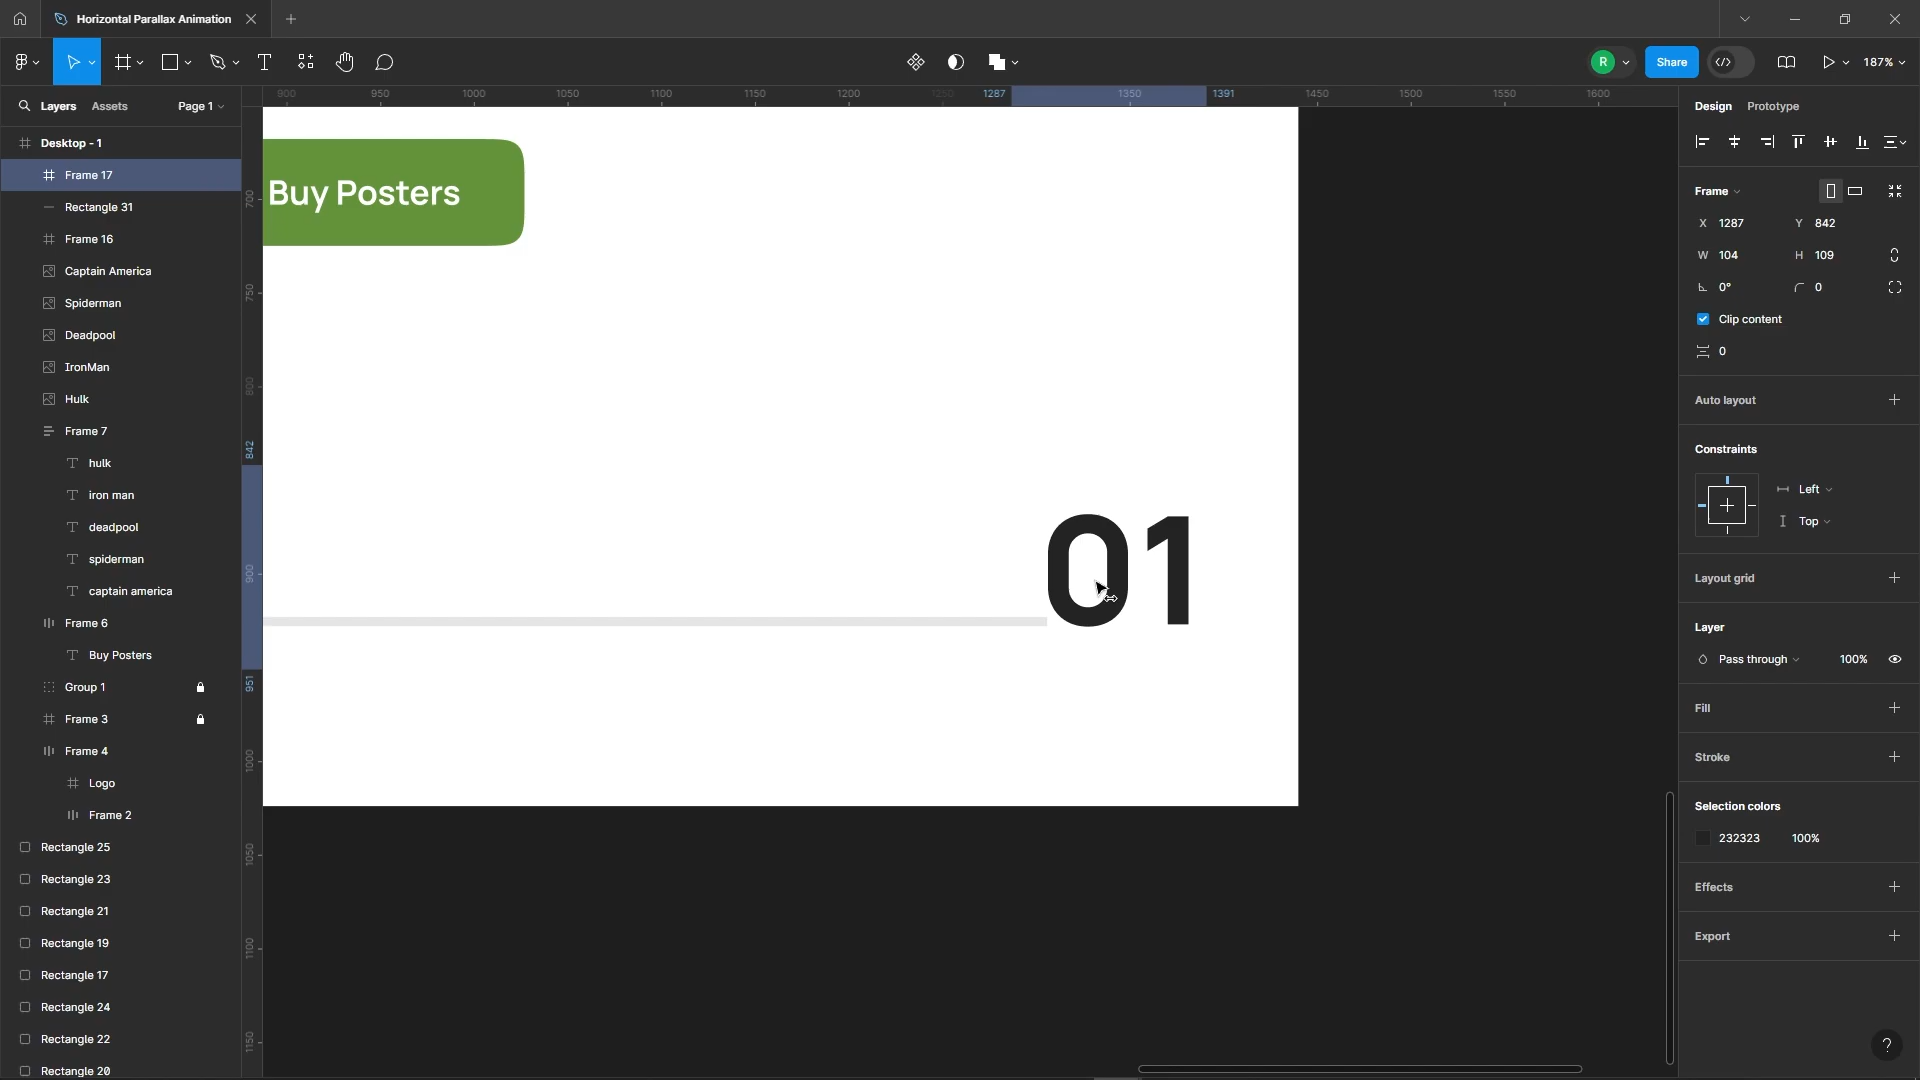 Horizontal Parallax Animation
R
Share
187%
Layers
Assets
Page 1
900
950
1000
1050
1100
1150
1200
1250
1287
1350
1391
1450
1500
1550
1600
Design
Prototype
Desktop - 1
Frame 17
Rectangle 31
Frame 16
Captain America
Spiderman
Deadpool
IronMan
Hulk
Frame 7
hulk
iron man
deadpool
spiderman
captain america
Frame 6
Buy Posters
Group 1
Frame 3
Frame 4
Logo
Frame 2
Rectangle 25
Rectangle 23
Rectangle 21
Rectangle 19
Rectangle 17
Rectangle 24
Rectangle 22
Rectangle 20
700
750
800
842
900
951
1000
1050
1100
1150
Buy Posters
01
Frame
X 1287
Y 842
W 104
H 109
0°
0
Clip content
0
Auto layout
Constraints
Left
Top
Layout grid
Layer
Pass through
100%
Fill
Stroke
Selection colors
232323
100%
Effects
Export
?